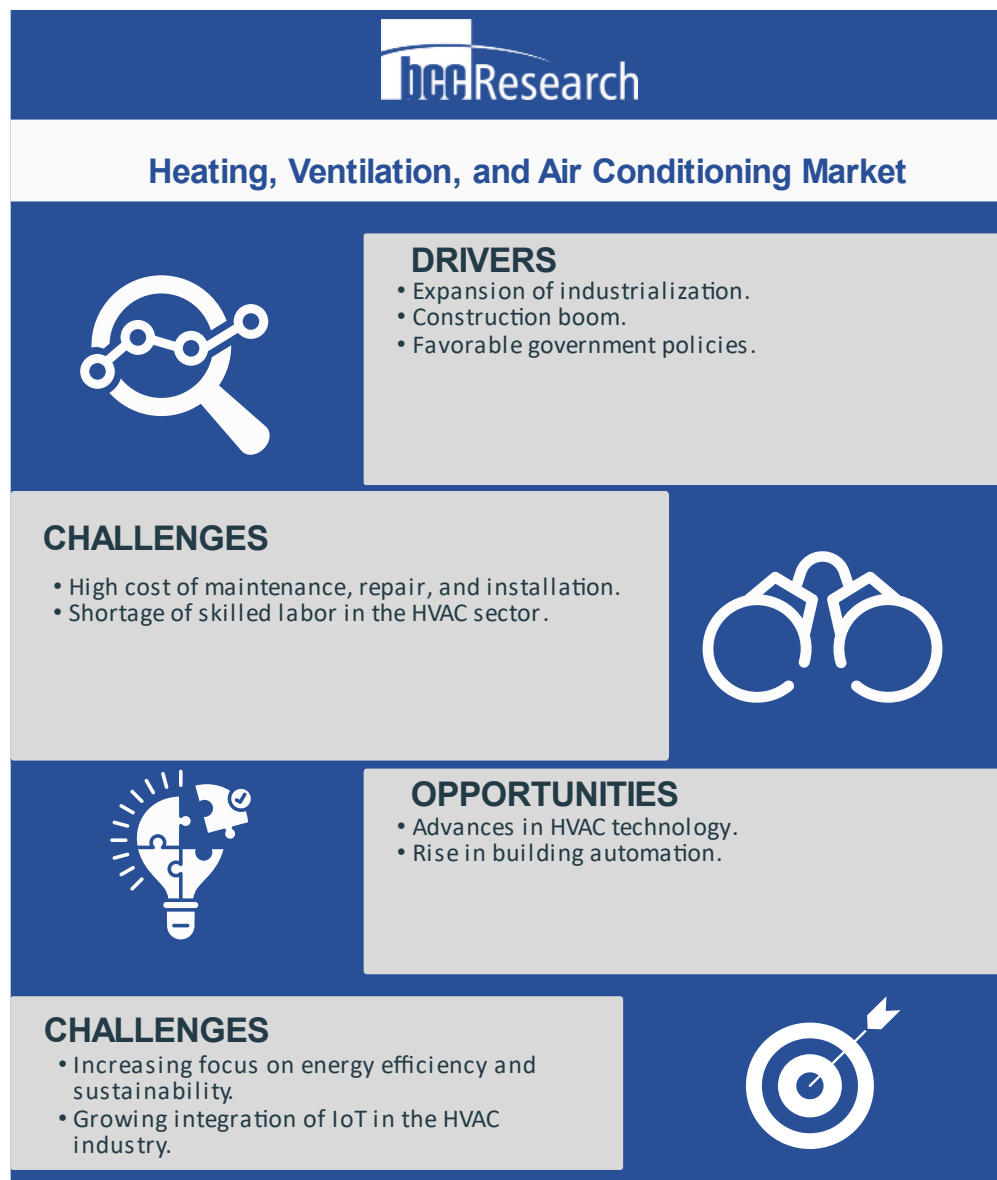 bccResearch
Heating, Ventilation, and Air Conditioning Market
DRIVERS
• Expansion of industrialization.
• Construction boom.
• Favorable government policies.
CHALLENGES
• High cost of maintenance, repair, and installation.
• Shortage of skilled labor in the HVAC sector.
OPPORTUNITIES
• Advances in HVAC technology.
• Rise in building automation.
CHALLENGES
• Increasing focus on energy efficiency and
sustainability.
• Growing integration of IoT in the HVAC
industry.